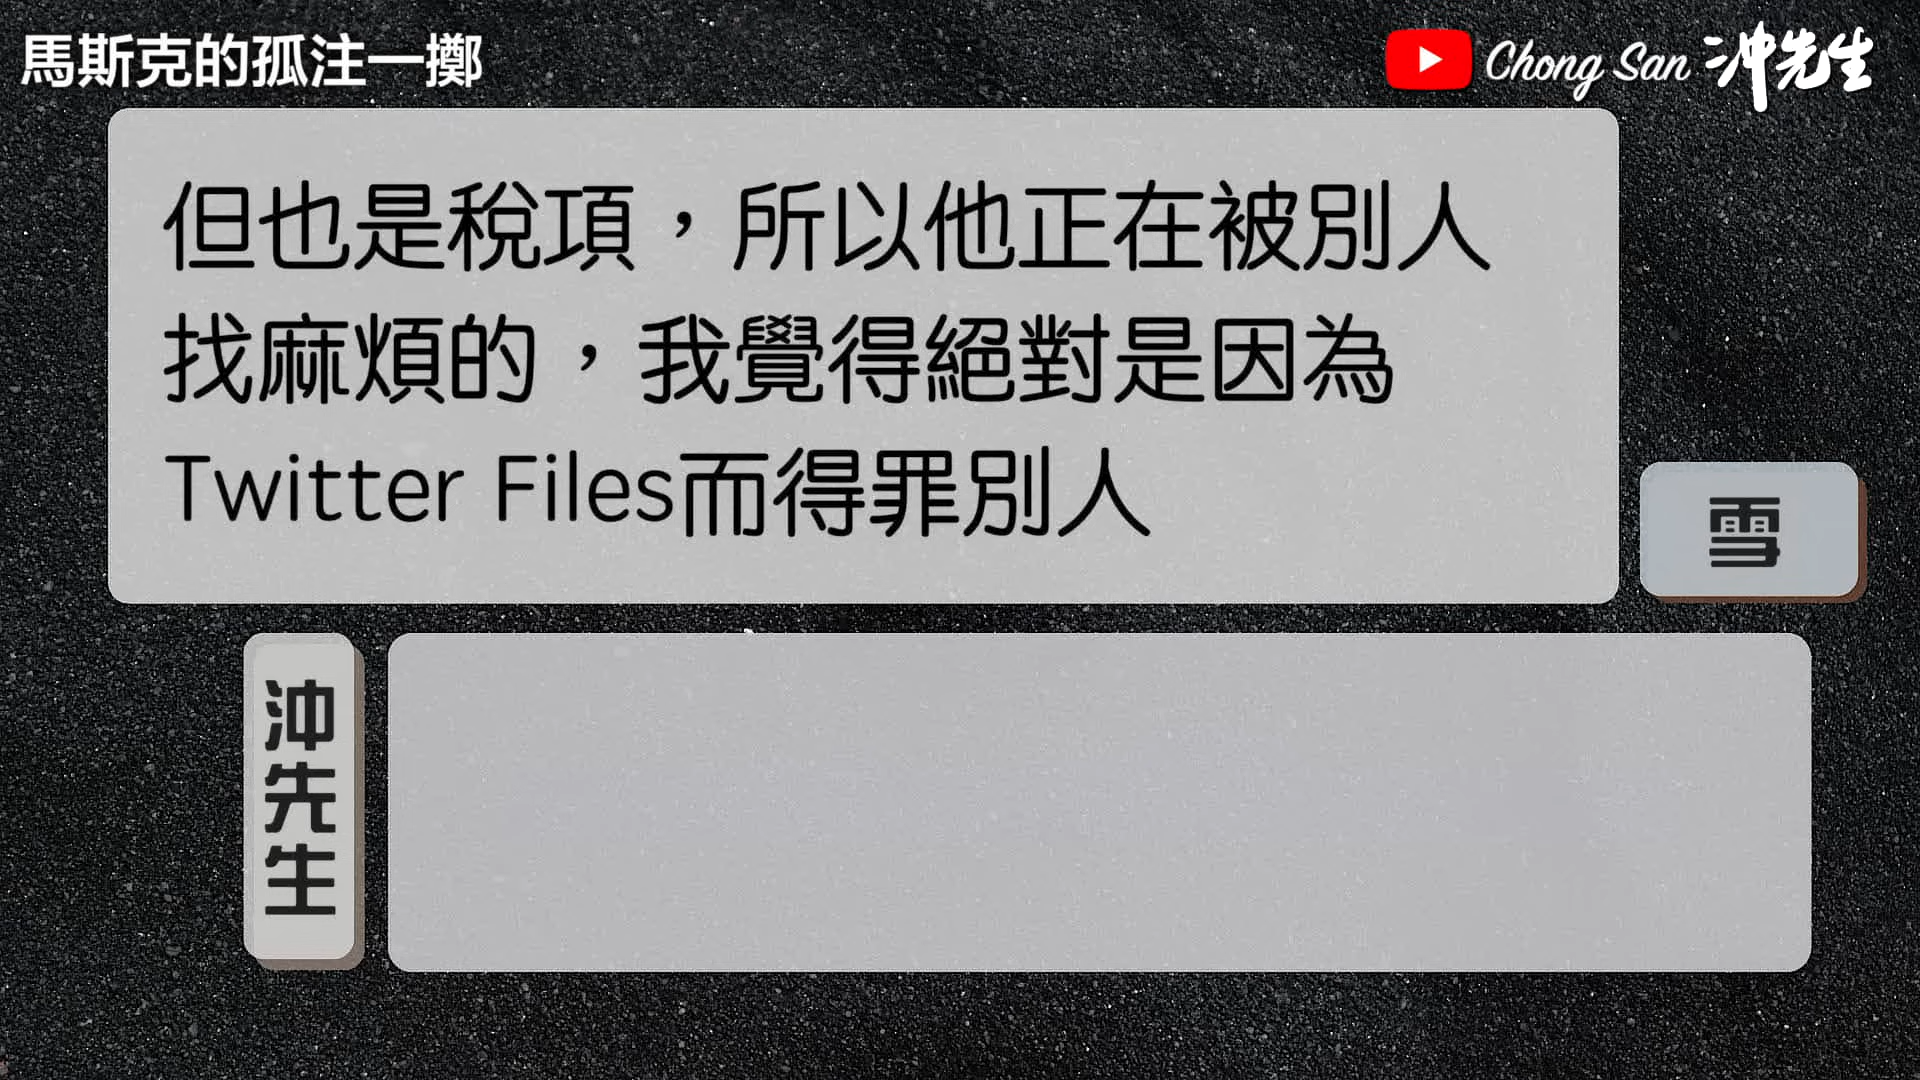 馬斯克的孤注一擲
Chong San 沖先生
但也是稅項，所以他正在被別人
找麻煩的，我覺得絕對是因為
Twitter Files而得罪別人
雪
沖先生